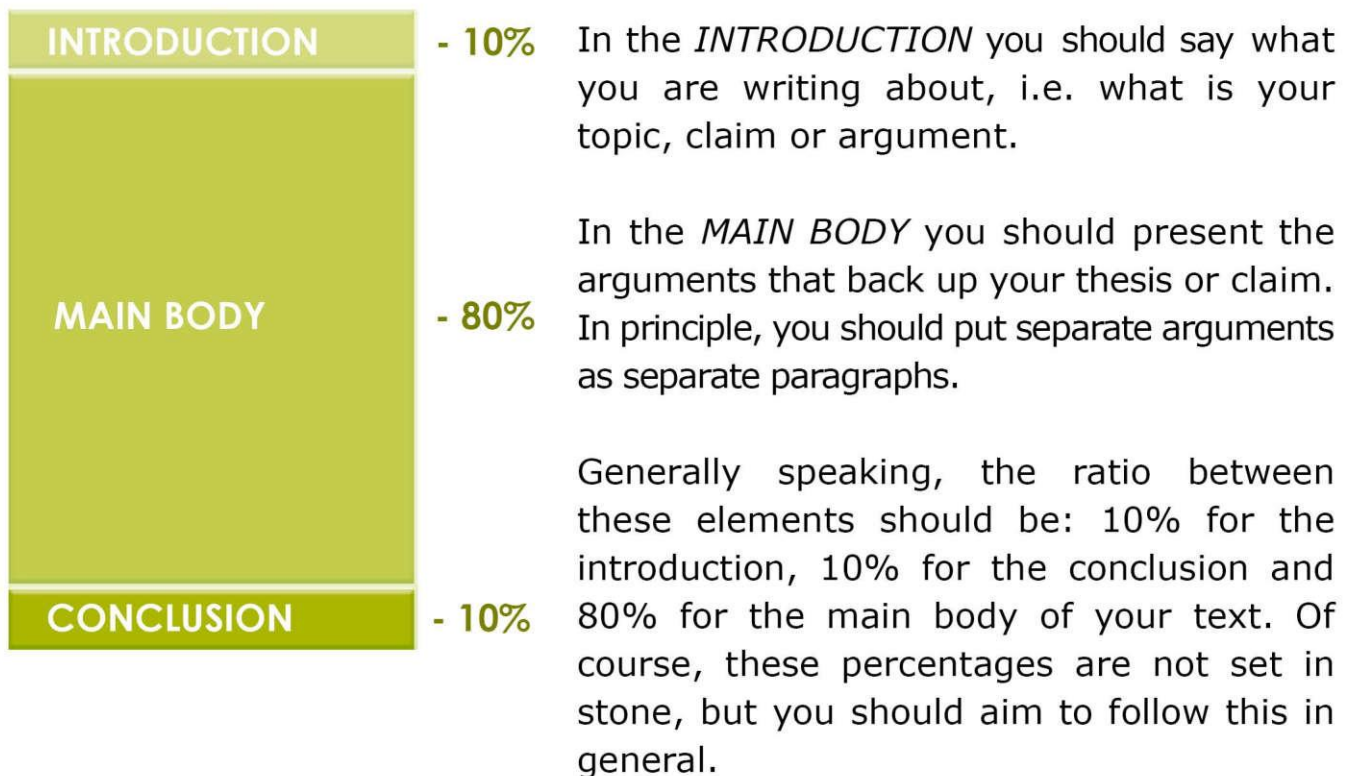 INTRODUCTION
- 10%
In the INTRODUCTION you should say what
you are writing about, i.e. what is your
topic, claim or argument.
In the MAIN BODY you should present the
arguments that back up your thesis or claim.
In principle, you should put separate arguments
as separate paragraphs.
MAIN BODY
- 80%
Generally speaking, the ratio between
these elements should be: 10% for the
introduction, 10% for the conclusion and
80% for the main body of your text. Of
course, these percentages are not set in
stone, but you should aim to follow this in
general.
CONCLUSION
- 10%